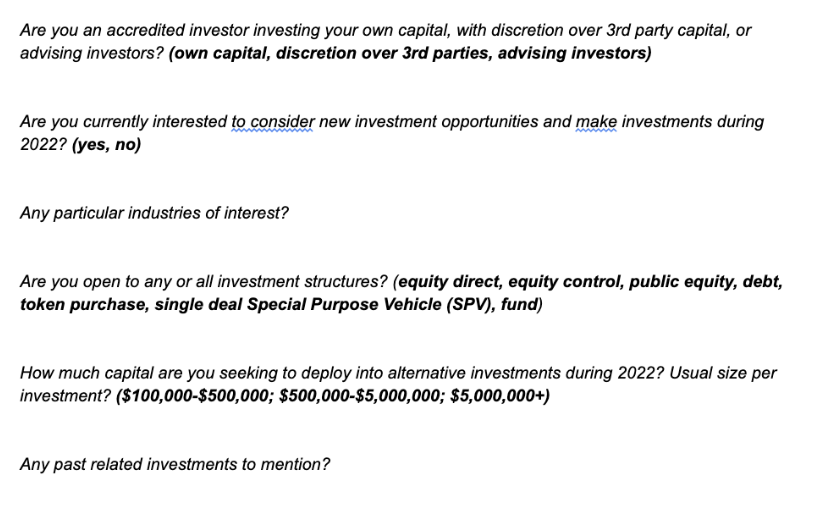 Are you an accredited investor investing your own capital, with discretion over 3rd party capital, or
advising investors? (own capital, discretion over 3rd parties, advising investors)
Are you currently interested to consider new investment opportunities and make investments during
2022? (yes, no)
Any particular industries of interest?
Are you open to any or all investment structures? (equity direct, equity control, public equity, debt,
token purchase, single deal Special Purpose Vehicle (SPV), fund)
How much capital are you seeking to deploy into alternative investments during 2022? Usual size per
investment? ($100,000-$500,000; $500,000-$5,000,000; $5,000,000+)
Any past related investments to mention?